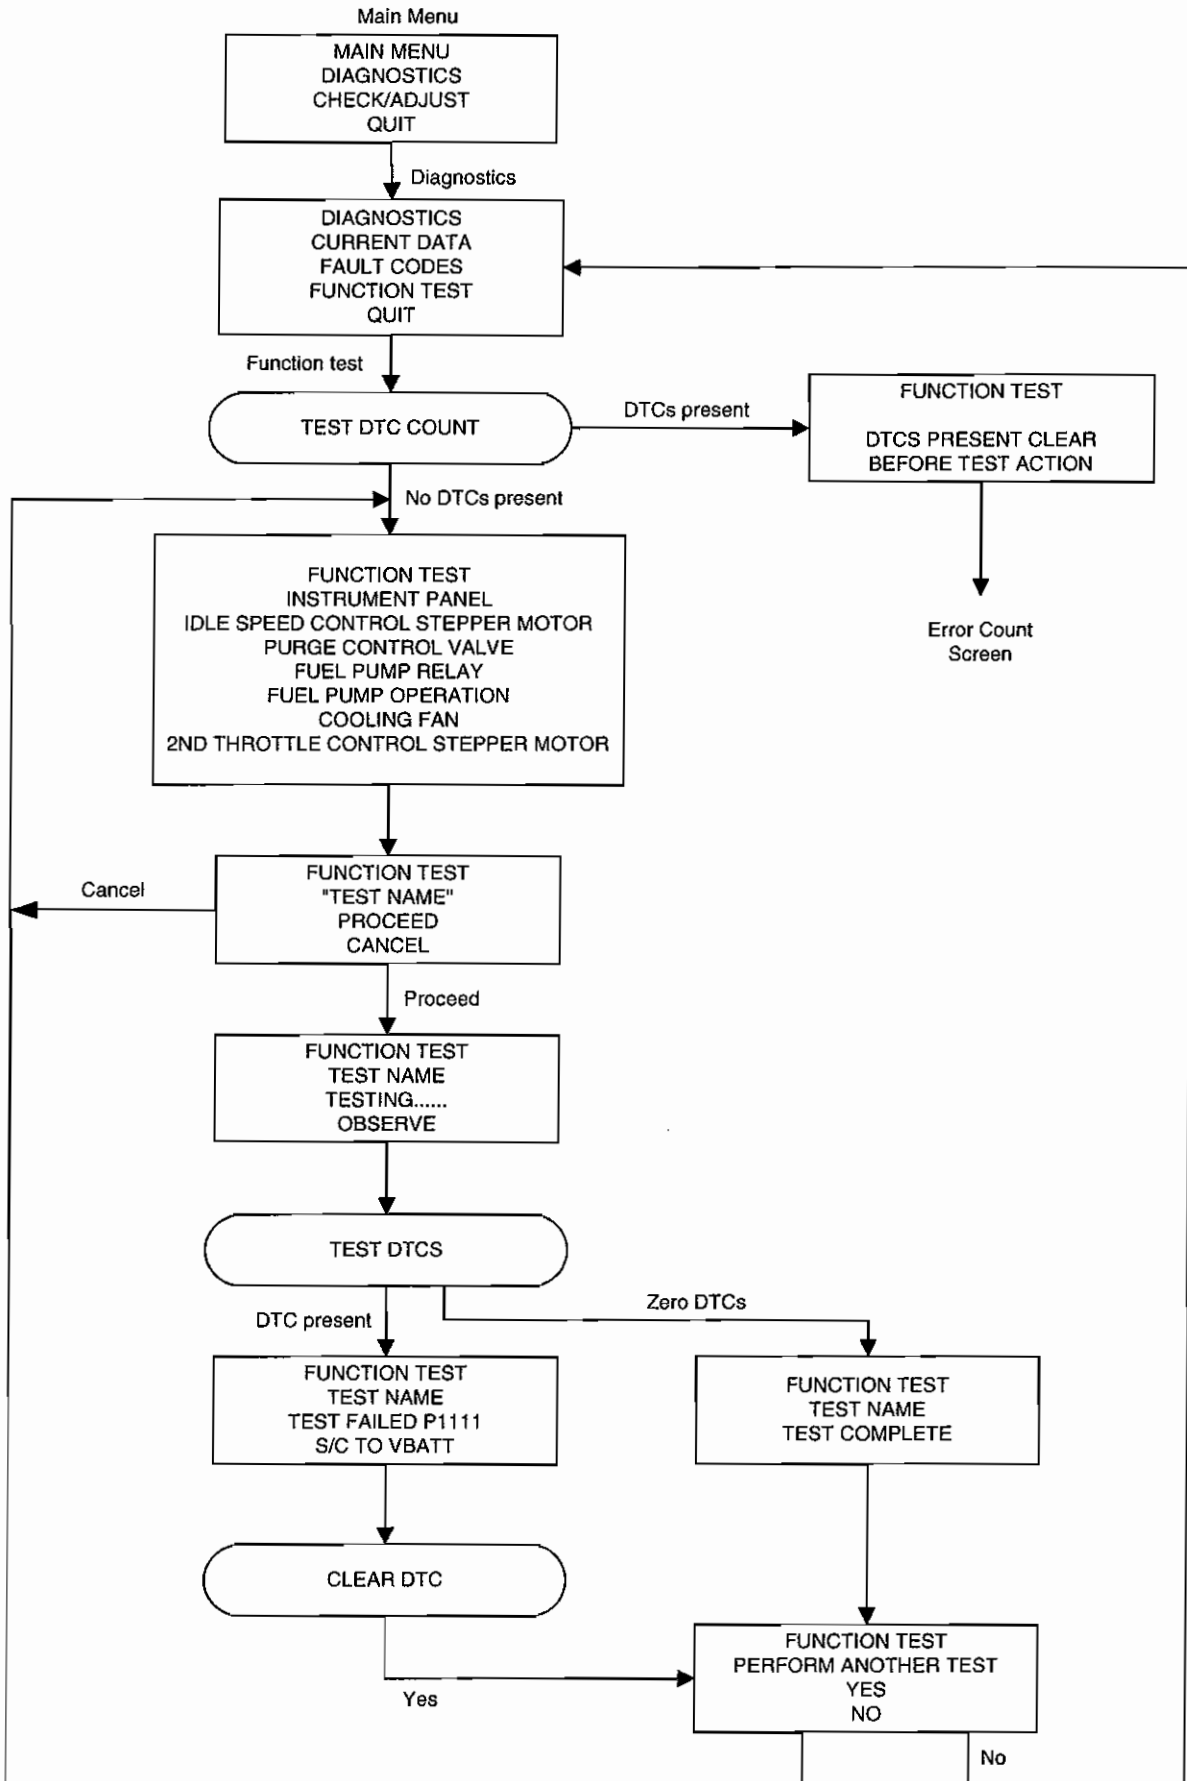 Main Menu
MAIN MENU
DIAGNOSTICS
CHECK/ADJUST
QUIT
Diagnostics
DIAGNOSTICS
CURRENT DATA
FAULT CODES
FUNCTION TEST
QUIT
Function test
TEST DTC COUNT
DTCs present
FUNCTION TEST
DTCS PRESENT CLEAR
BEFORE TEST ACTION
Error Count
Screen
No DTCs present
FUNCTION TEST
INSTRUMENT PANEL
IDLE SPEED CONTROL STEPPER MOTOR
PURGE CONTROL VALVE
FUEL PUMP RELAY
FUEL PUMP OPERATION
COOLING FAN
2ND THROTTLE CONTROL STEPPER MOTOR
Cancel
FUNCTION TEST
"TEST NAME"
PROCEED
CANCEL
Proceed
FUNCTION TEST
TEST NAME
TESTING......
OBSERVE
TEST DTCS
DTC present
Zero DTCs
FUNCTION TEST
TEST NAME
TEST FAILED P1111
S/C TO VBATT
FUNCTION TEST
TEST NAME
TEST COMPLETE
CLEAR DTC
Yes
FUNCTION TEST
PERFORM ANOTHER TEST
YES
NO
No